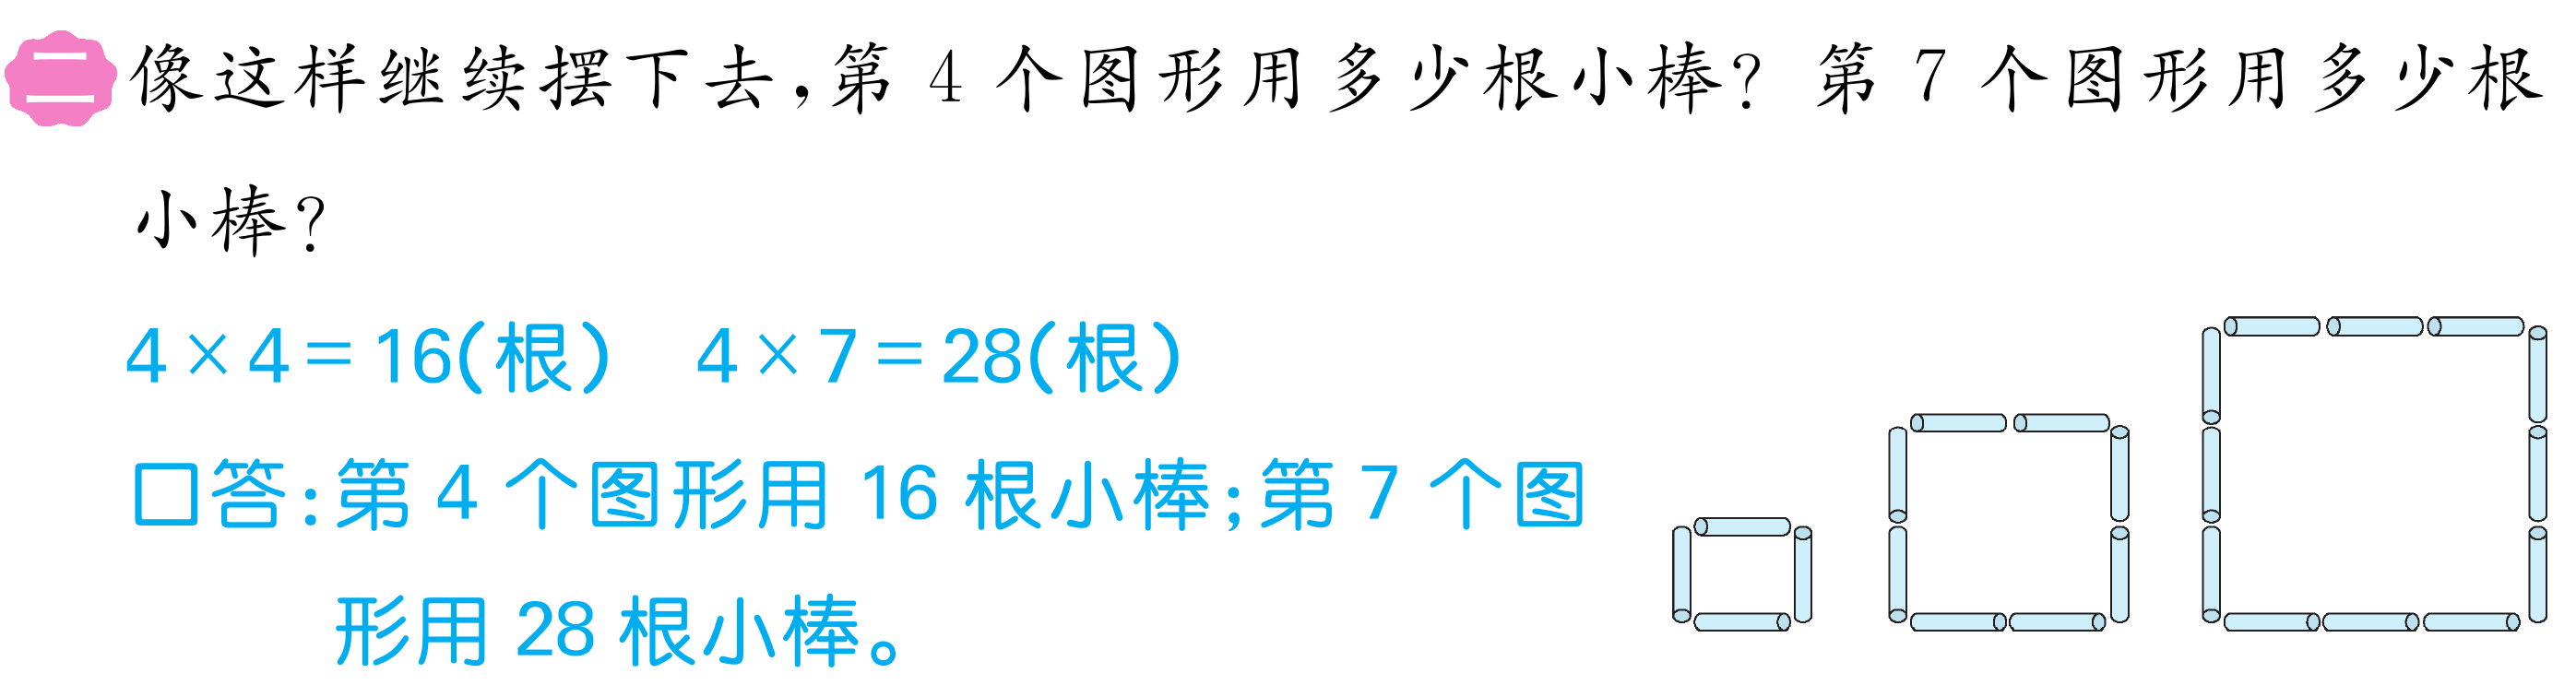 二 像这样继续摆下去,第 4 个图形用多少根小棒? 第 7 个图形用多少根
小棒?
4×4=16(根) 4×7=28(根)
口答:第 4 个图形用 16 根小棒;第 7 个图
形用 28 根小棒。